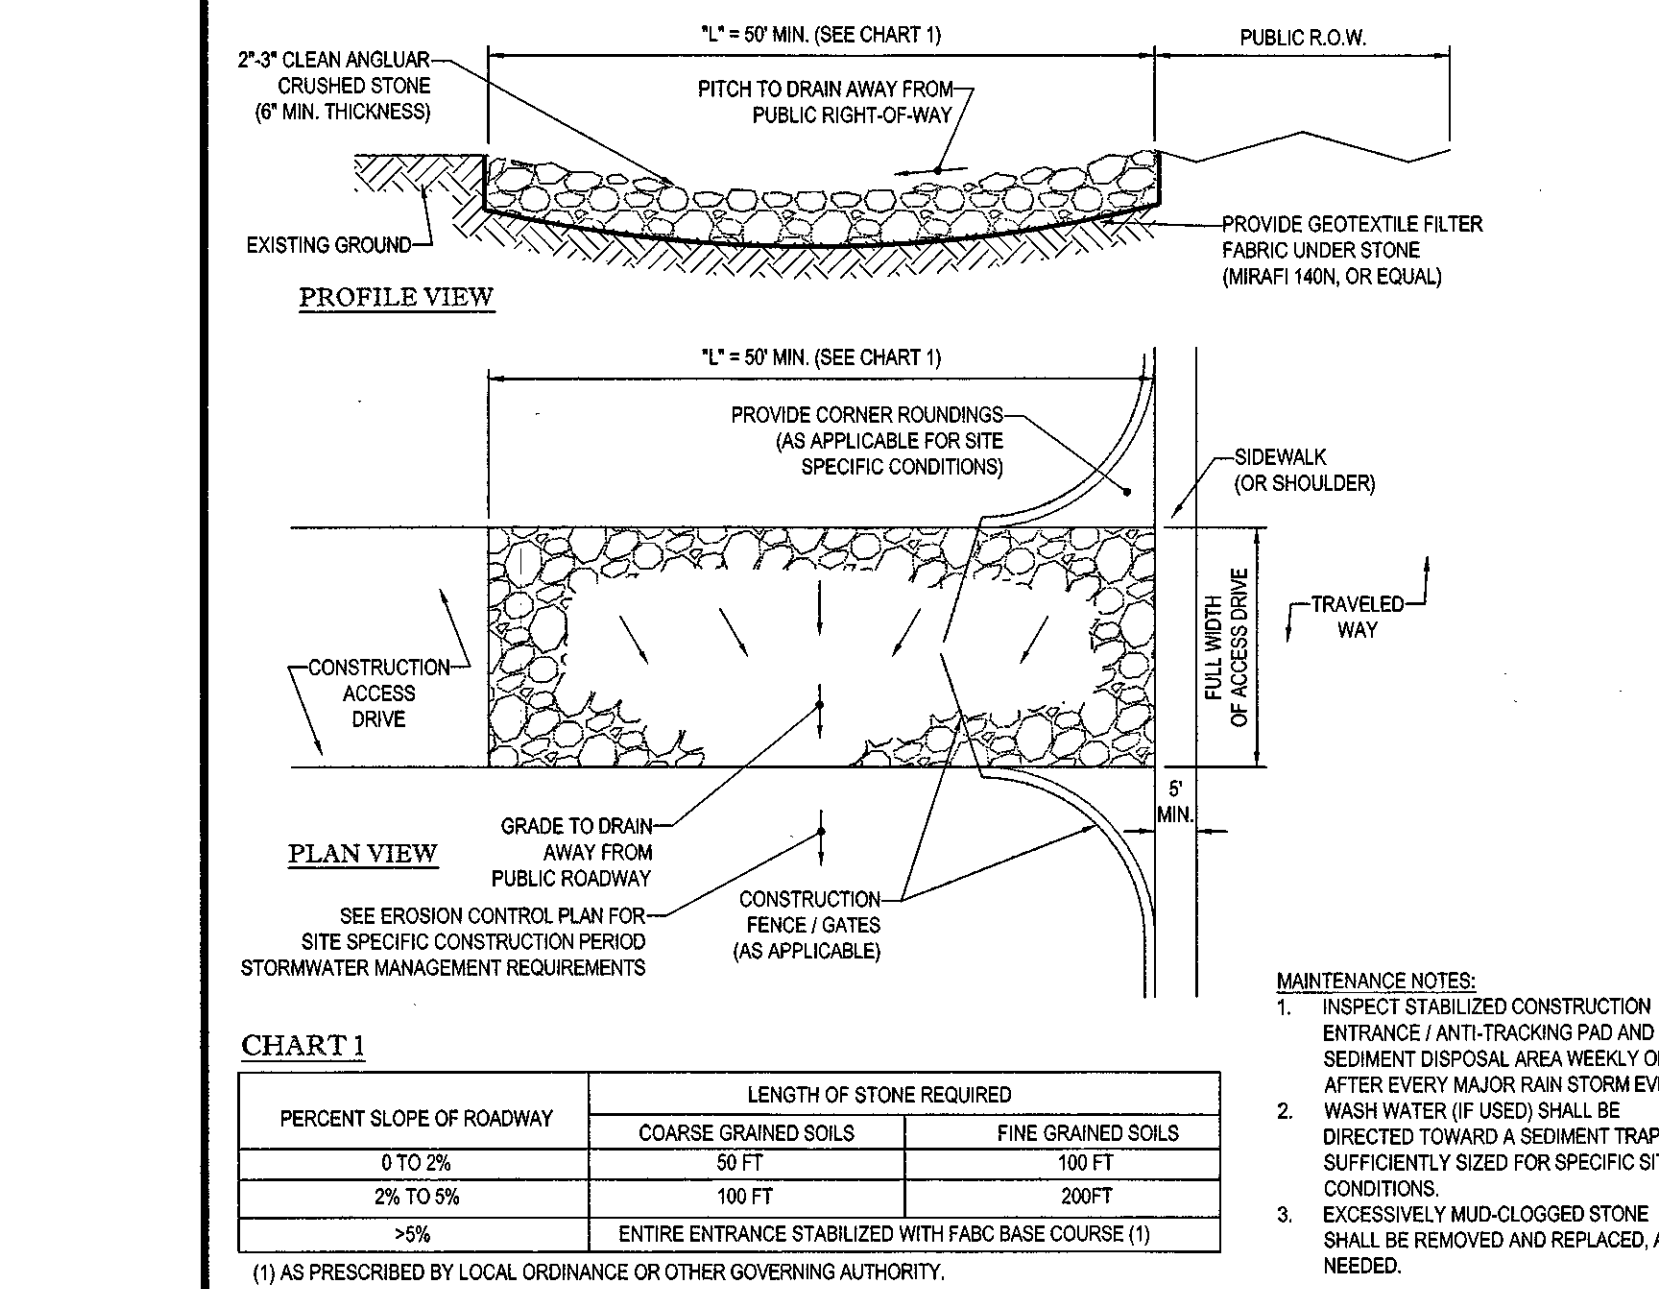 "L" = 50' MIN. (SEE CHART 1)
PUBLIC R.O.W.
2"-3" CLEAN ANGLUAR
CRUSHED STONE
(6" MIN. THICKNESS)
PITCH TO DRAIN AWAY FROM
PUBLIC RIGHT-OF-WAY
EXISTING GROUND
PROVIDE GEOTEXTILE FILTER
FABRIC UNDER STONE
(MIRAFI 140N, OR EQUAL)
PROFILE VIEW
"L" = 50' MIN. (SEE CHART 1)
PROVIDE CORNER ROUNDINGS
(AS APPLICABLE FOR SITE
SPECIFIC CONDITIONS)
SIDEWALK
(OR SHOULDER)
FULL WIDTH
OF ACCESS DRIVE
TRAVELED
WAY
CONSTRUCTION
ACCESS
DRIVE
5'
MIN.
GRADE TO DRAIN
AWAY FROM
PUBLIC ROADWAY
PLAN VIEW
CONSTRUCTION
FENCE / GATES
(AS APPLICABLE)
SEE EROSION CONTROL PLAN FOR
SITE SPECIFIC CONSTRUCTION PERIOD
STORMWATER MANAGEMENT REQUIREMENTS
CHART 1
PERCENT SLOPE OF ROADWAY
LENGTH OF STONE REQUIRED
COARSE GRAINED SOILS FINE GRAINED SOILS
0 TO 2% 50 FT 100 FT
2% TO 5% 100 FT 200FT
>5% ENTIRE ENTRANCE STABILIZED WITH FABC BASE COURSE (1)
(1) AS PRESCRIBED BY LOCAL ORDINANCE OR OTHER GOVERNING AUTHORITY.
MAINTENANCE NOTES:
1. INSPECT STABILIZED CONSTRUCTION
ENTRANCE / ANTI-TRACKING PAD AND
SEDIMENT DISPOSAL AREA WEEKLY
AFTER EVERY MAJOR RAIN STORM
2. WASH WATER (IF USED) SHALL BE
DIRECTED TOWARD A SEDIMENT TRAP
SUFFICIENTLY SIZED FOR SPECIFIC
CONDITIONS.
3. EXCESSIVELY MUD-CLOGGED STONE
SHALL BE REMOVED AND REPLACED,
NEEDED.